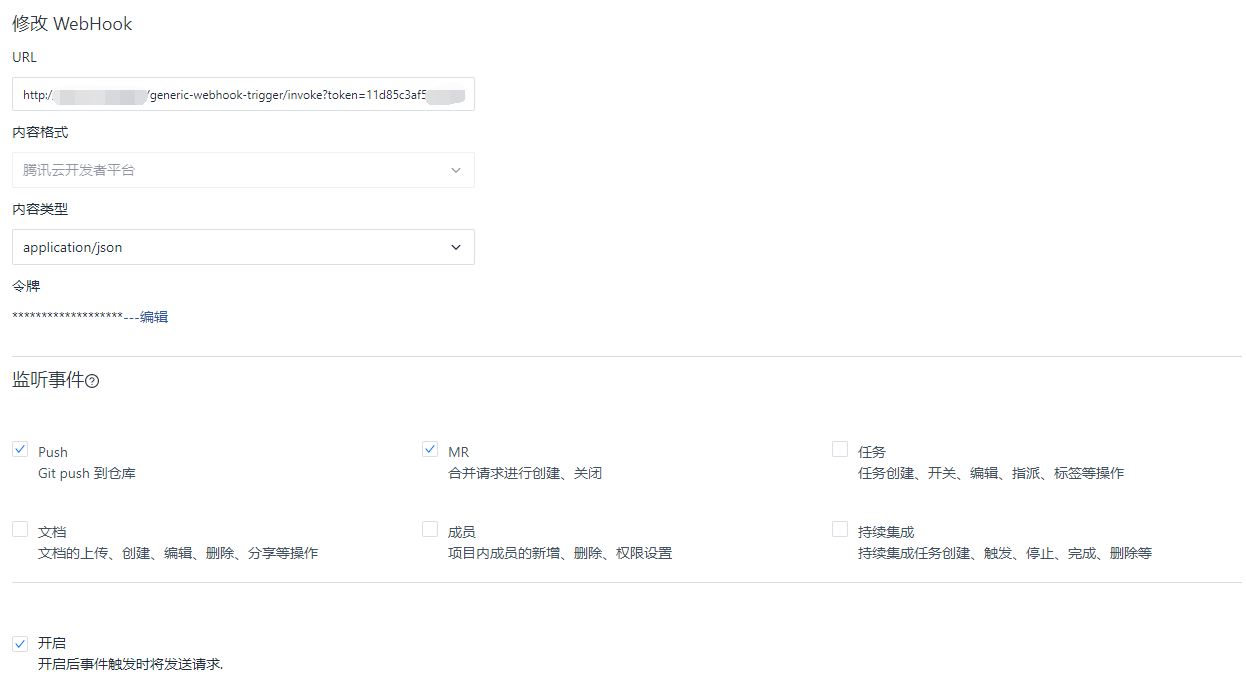 修改 WebHook
URL
http:/ /generic-webhook-trigger/invoke?token=11d85c3af5
内容格式
腾讯云开发者平台
内容类型
application/json
令牌
*******************---编辑
监听事件?
Push
Git push 到仓库
MR
合并请求进行创建、关闭
任务
任务创建、开关、编辑、指派、标签等操作
文档
文档的上传、创建、编辑、删除、分享等操作
成员
项目内成员的新增、删除、权限设置
持续集成
持续集成任务创建、触发、停止、完成、删除等
开启
开启后事件触发时将发送请求.